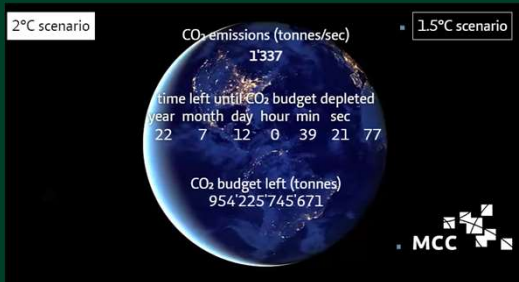 2°C scenario
1.5°C scenario
CO₂ emissions (tonnes/sec)
1'337
time left until CO₂ budget depleted
year month day hour min sec
22 7 12 0 39 21 77
CO₂ budget left (tonnes)
954'225'745'671
MCC